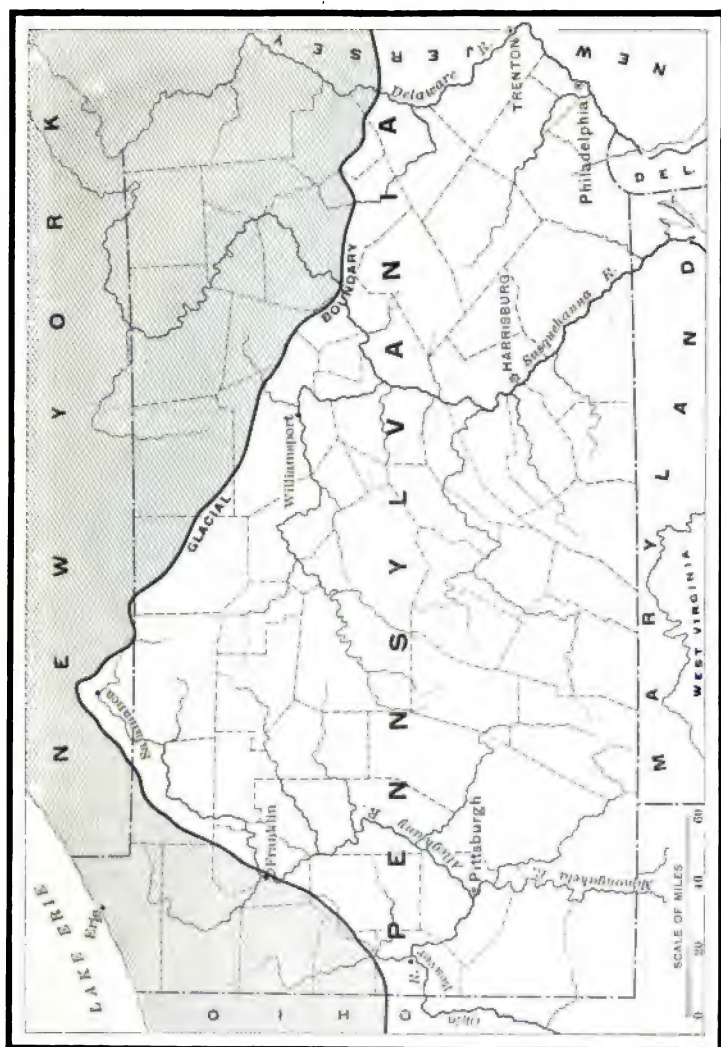 NEW YORK
LAKE ERIE
Erie
Salamanca
GLACIAL
BOUNDARY
NEW JERSEY
Delaware R.
Franklin
Williamsport
OHIO
PENNSYLVANIA
Allegheny R.
TRENTON
Philadelphia
HARRISBURG
Susquehanna R.
Beaver R.
Pittsburgh
Ohio
Monongahela R.
DEL
MARYLAND
WEST VIRGINIA
SCALE OF MILES
0 20 40 60